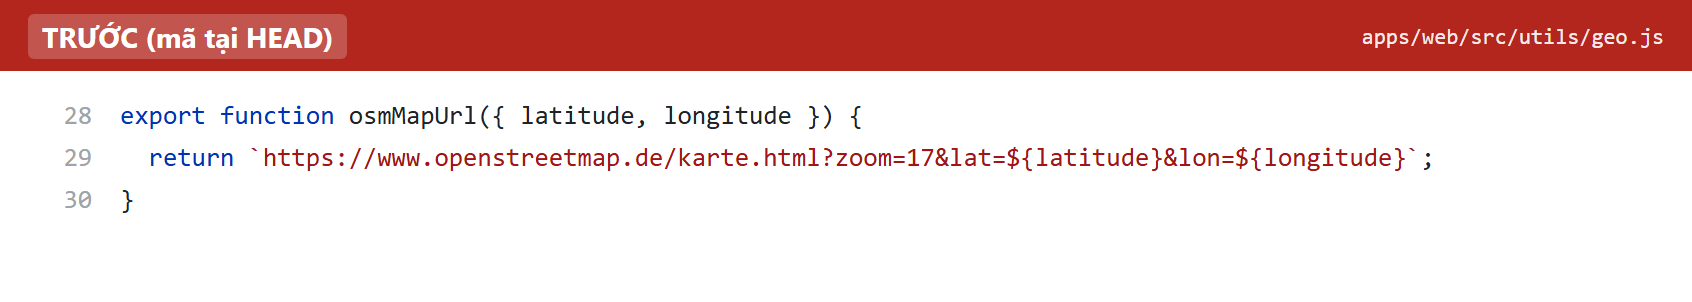 TRƯỚC (mã tại HEAD)
apps/web/src/utils/geo.js
28 export function osmMapUrl({ latitude, longitude }) {
29   return `https://www.openstreetmap.de/karte.html?zoom=17&lat=${latitude}&lon=${longitude}`;
30 }